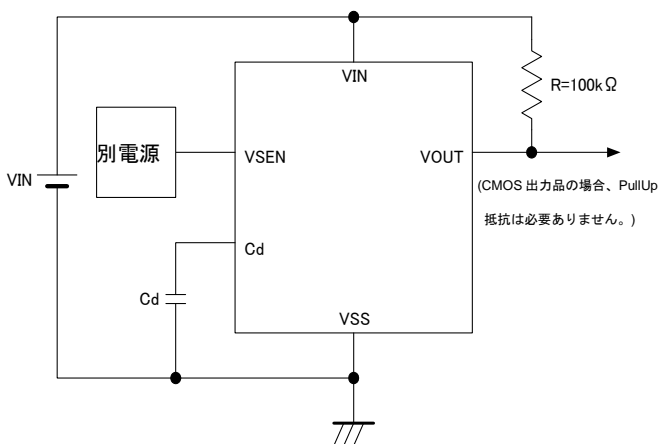 VIN
R=100kΩ
別電源
VSEN
VOUT
VIN
(CMOS 出力品の場合、PullUp
抵抗は必要ありません。)
Cd
Cd
VSS